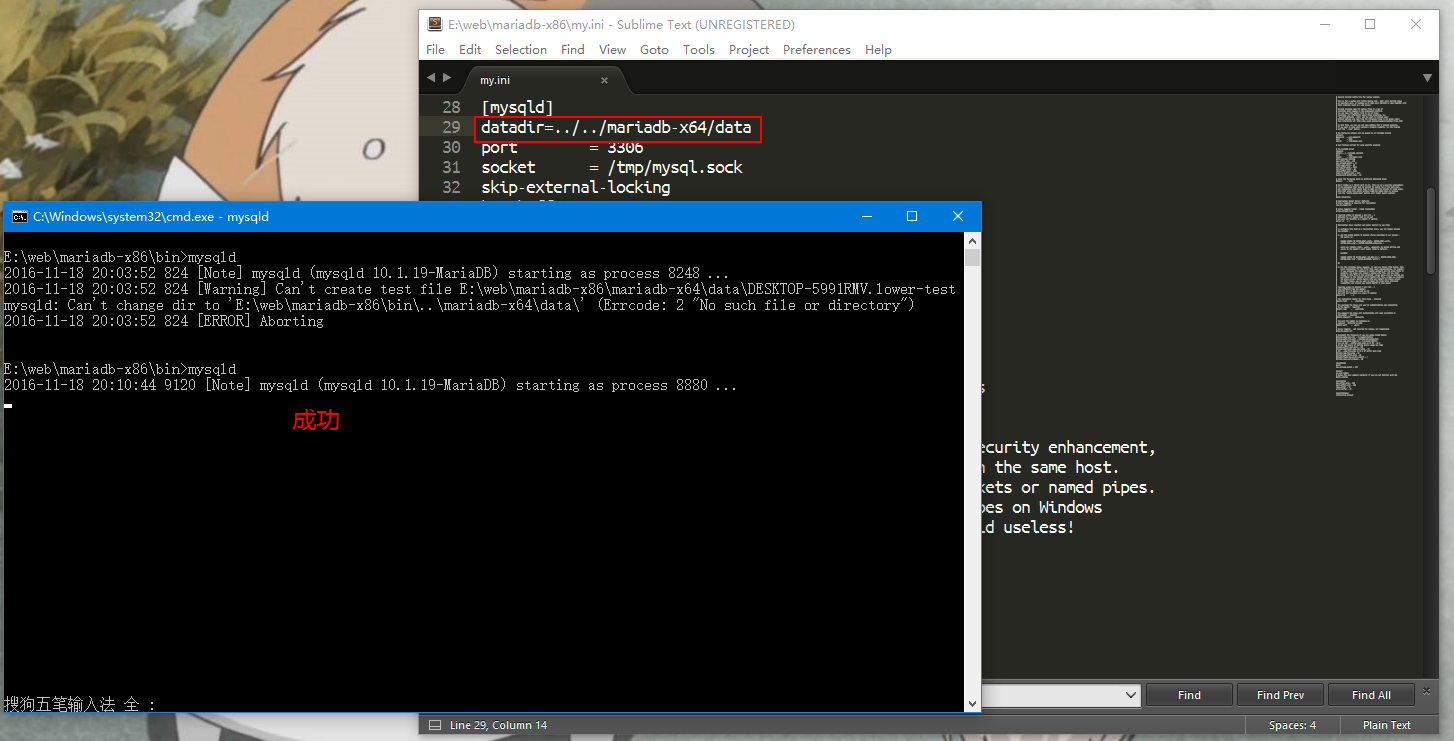 E:\web\mariadb-x86\my.ini - Sublime Text (UNREGISTERED)
File Edit Selection Find View Goto Tools Project Preferences Help
my.ini
28 [mysqld]
29 datadir=../../mariadb-x64/data
30 port = 3306
31 socket = /tmp/mysql.sock
32 skip-external-locking
C:\Windows\system32\cmd.exe - mysqld
E:\web\mariadb-x86\bin>mysqld
2016-11-18 20:03:52 824 [Note] mysqld (mysqld 10.1.19-MariaDB) starting as process 8248 ...
2016-11-18 20:03:52 824 [Warning] Can't create test file E:\web\mariadb-x86\mariadb-x64\data\DESKTOP-5991RMV.lower-test
mysqld: Can't change dir to 'E:\web\mariadb-x86\bin\..\mariadb-x64\data\' (Errcode: 2 "No such file or directory")
2016-11-18 20:03:52 824 [ERROR] Aborting
E:\web\mariadb-x86\bin>mysqld
2016-11-18 20:10:44 9120 [Note] mysqld (mysqld 10.1.19-MariaDB) starting as process 8880 ...
成功
搜狗五笔输入法 全 :
ecurity enhancement,
the same host.
kets or named pipes.
pes on Windows
ld useless!
Find Find Prev Find All
Line 29, Column 14 Spaces: 4 Plain Text